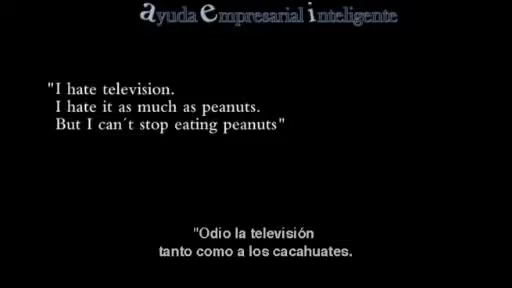 ayuda Empresarial inteligente
"I hate television.
I hate it as much as peanuts.
But I can´t stop eating peanuts"
"Odio la televisión
tanto como a los cacahuates.